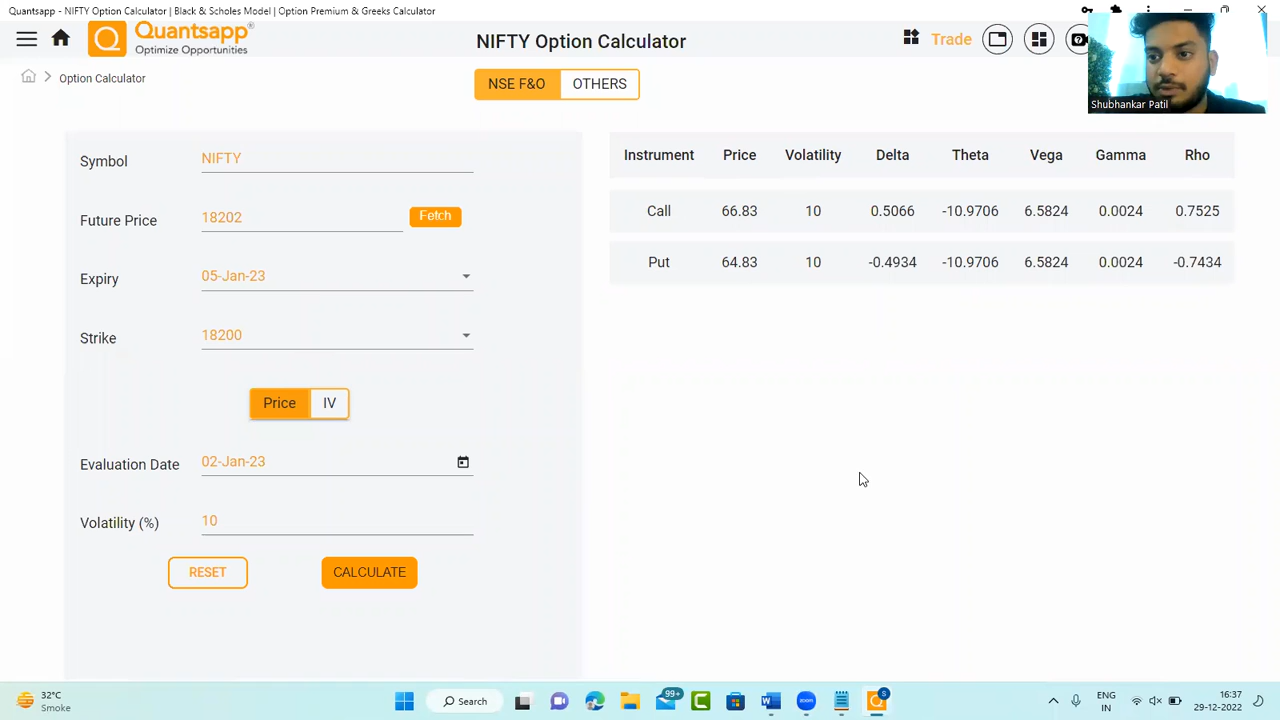 Quantsapp - NIFTY Option Calculator | Black & Scholes Model | Option Premium & Greeks Calculator
Quantsapp
Optimize Opportunities
NIFTY Option Calculator
Trade
Shubhankar Patil
Option Calculator
NSE F&O OTHERS
Symbol NIFTY
Future Price 18202 Fetch
Expiry 05-Jan-23
Strike 18200
Price IV
Evaluation Date 02-Jan-23
Volatility (%) 10
RESET CALCULATE
Instrument Price Volatility Delta Theta Vega Gamma Rho
Call 66.83 10 0.5066 -10.9706 6.5824 0.0024 0.7525
Put 64.83 10 -0.4934 -10.9706 6.5824 0.0024 -0.7434
32°C
Smoke
Search
99+
S
ENG
IN
16:37
29-12-2022